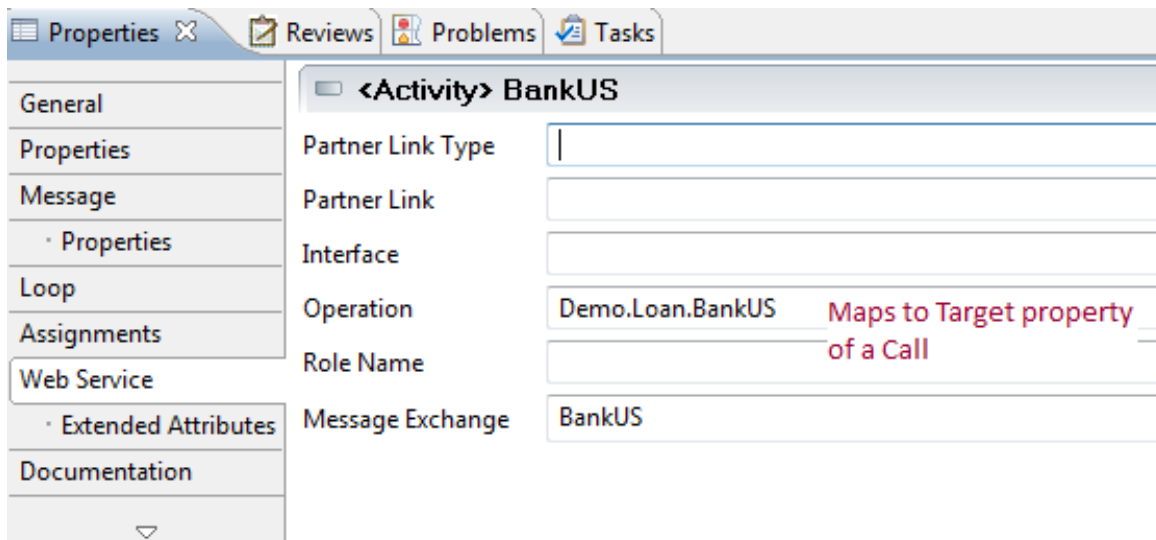 Properties Reviews Problems Tasks
<Activity> BankUS
General
Properties
Message
· Properties
Loop
Assignments
Web Service
· Extended Attributes
Documentation
Partner Link Type
Partner Link
Interface
Operation Demo.Loan.BankUS
Maps to Target property
of a Call
Role Name
Message Exchange BankUS